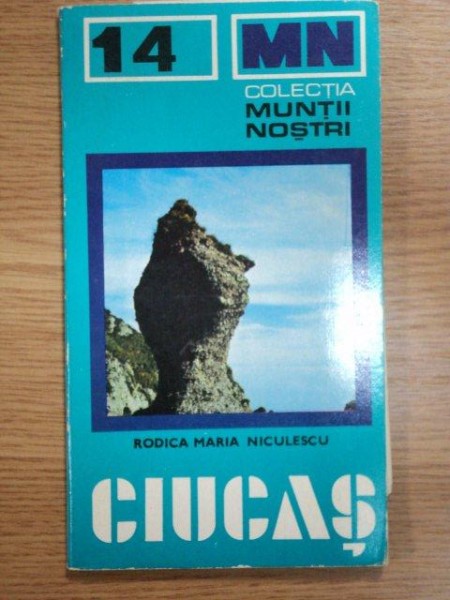 14
MN
COLECȚIA
MUNȚII
NOȘTRI
RODICA MARIA NICULESCU
CIUCAȘ